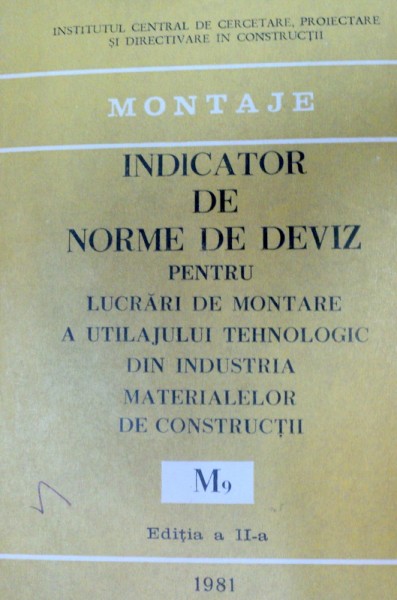 INSTITUTUL CENTRAL DE CERCETARE, PROIECTARE
ȘI DIRECTIVARE IN CONSTRUCȚII
MONTAJE
INDICATOR
DE
NORME DE DEVIZ
PENTRU
LUCRĂRI DE MONTARE
A UTILAJULUI TEHNOLOGIC
DIN INDUSTRIA
MATERIALELOR
DE CONSTRUCȚII
M9
Ediția a II-a
1981